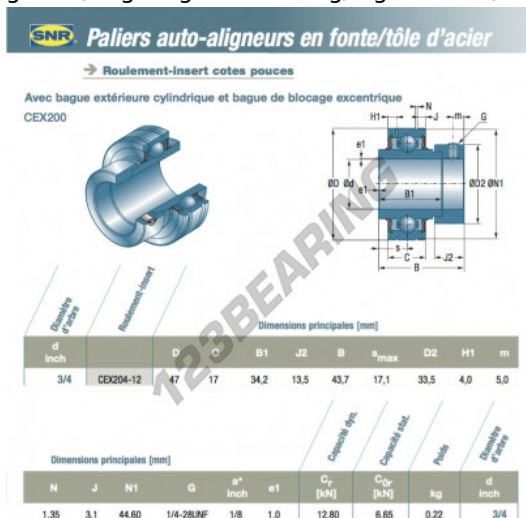 SNR
Paliers auto-aligneurs en fonte/tôle d'acier
Roulement-insert cotes pouces
Avec bague extérieure cylindrique et bague de blocage excentrique
CEX200
N
H1 J m G
e1
ØD Ød ØD2 ØN1
e1
B1
s
C J2
B
123BEARING
Diamètre d'arbre
Roulement-insert
Dimensions principales [mm]
d inch D C B1 J2 B smax D2 H1 m
3/4 CEX204-12 47 17 34,2 13,5 43,7 17,1 33,5 4,0 5,0
Capacité dyn.
Capacité stat.
Poids
Diamètre d'arbre
Dimensions principales [mm]
N J N1 G a* inch e1 Cr [kN] C0r [kN] kg d inch
1,35 3,1 44,60 1/4-28UNF 1/8 1,0 12,80 6,65 0,22 3/4